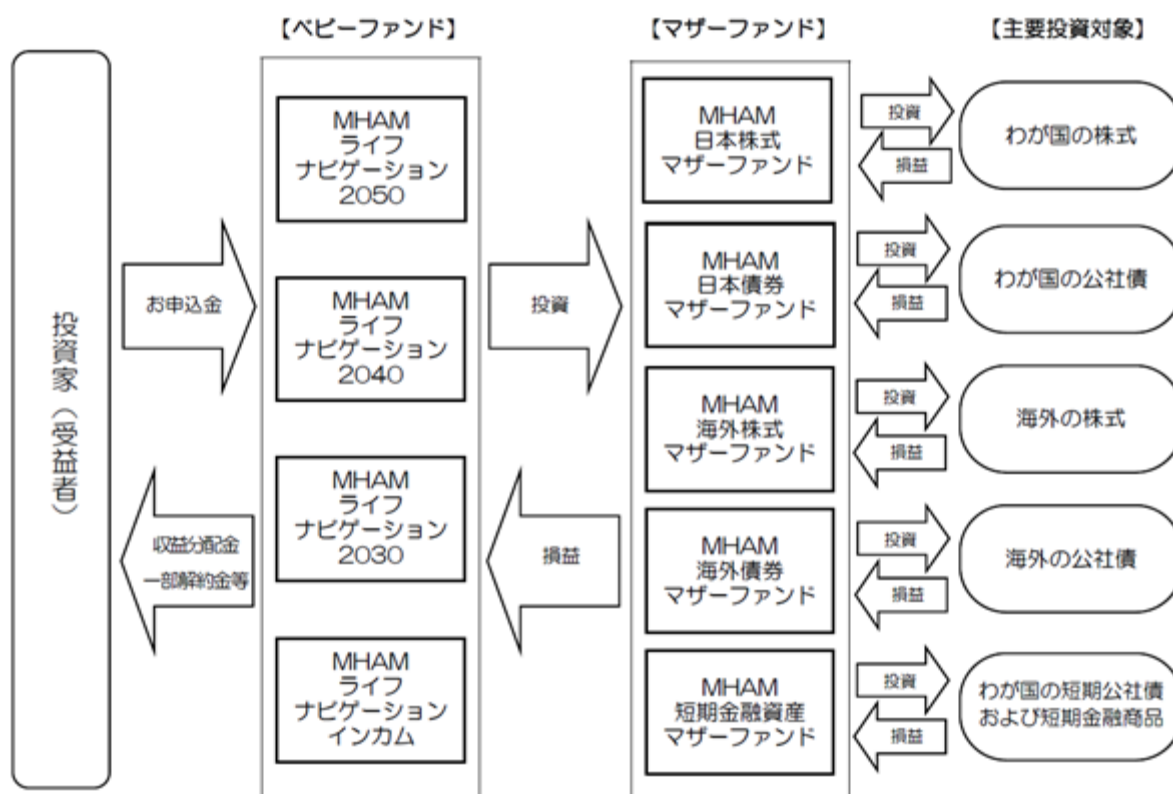 【ベビーファンド】
【マザーファンド】
【主要投資対象】
投資家（受益者）
お申込金
収益分配金
一部解約金等
MHAM
ライフ
ナビゲーション
2050
MHAM
ライフ
ナビゲーション
2040
MHAM
ライフ
ナビゲーション
2030
MHAM
ライフ
ナビゲーション
インカム
投資
損益
MHAM
日本株式
マザーファンド
投資
損益
わが国の株式
MHAM
日本債券
マザーファンド
投資
損益
わが国の公社債
MHAM
海外株式
マザーファンド
投資
損益
海外の株式
MHAM
海外債券
マザーファンド
投資
損益
海外の公社債
MHAM
短期金融資産
マザーファンド
投資
損益
わが国の短期公社債
および短期金融商品